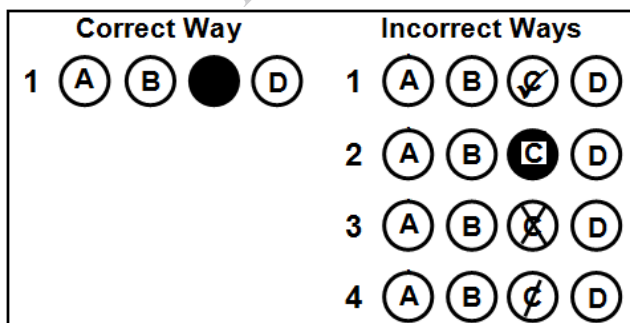 Correct Way
1 A B D
Incorrect Ways
1 A B C D
2 A B C D
3 A B C D
4 A B C D